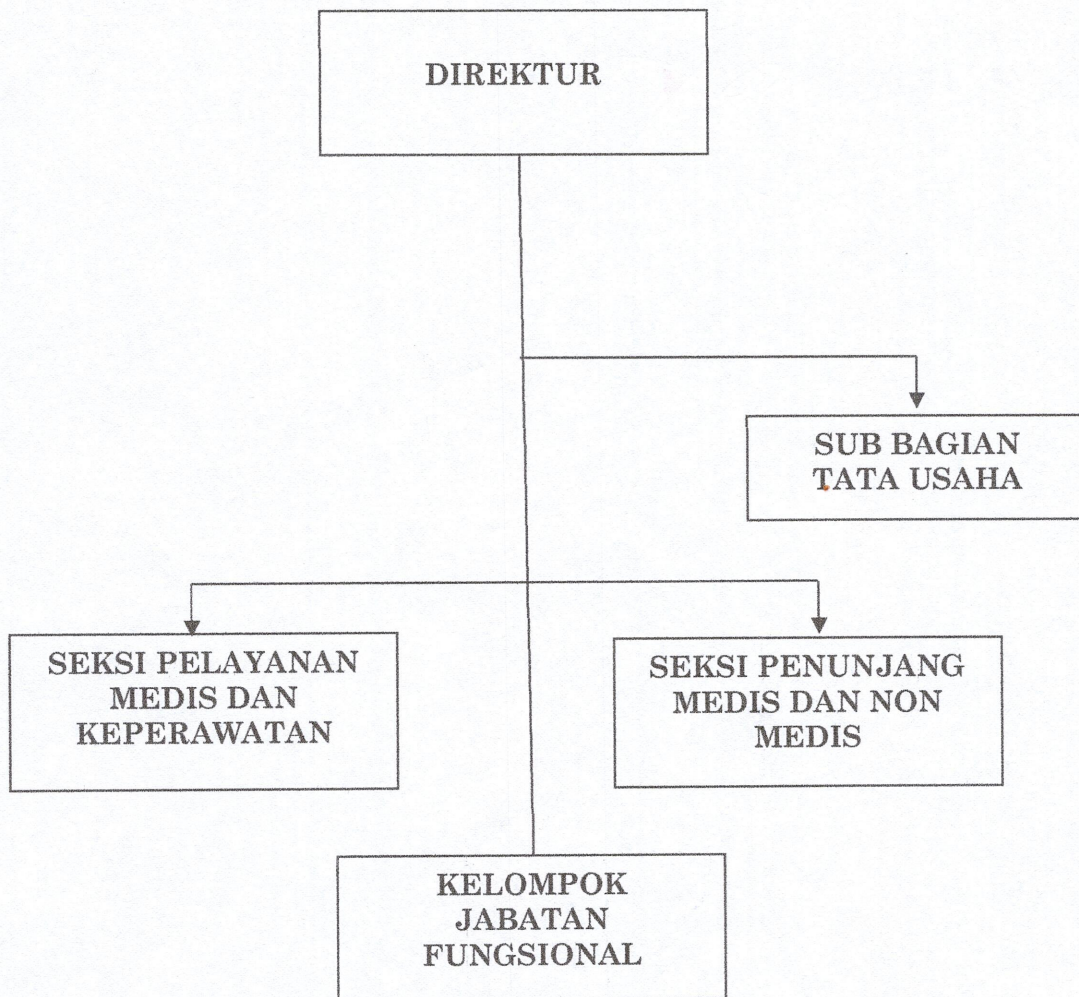 DIREKTUR
SUB BAGIAN
TATA USAHA
SEKSI PELAYANAN
MEDIS DAN
KEPERAWATAN
SEKSI PENUNJANG
MEDIS DAN NON
MEDIS
KELOMPOK
JABATAN
FUNGSIONAL